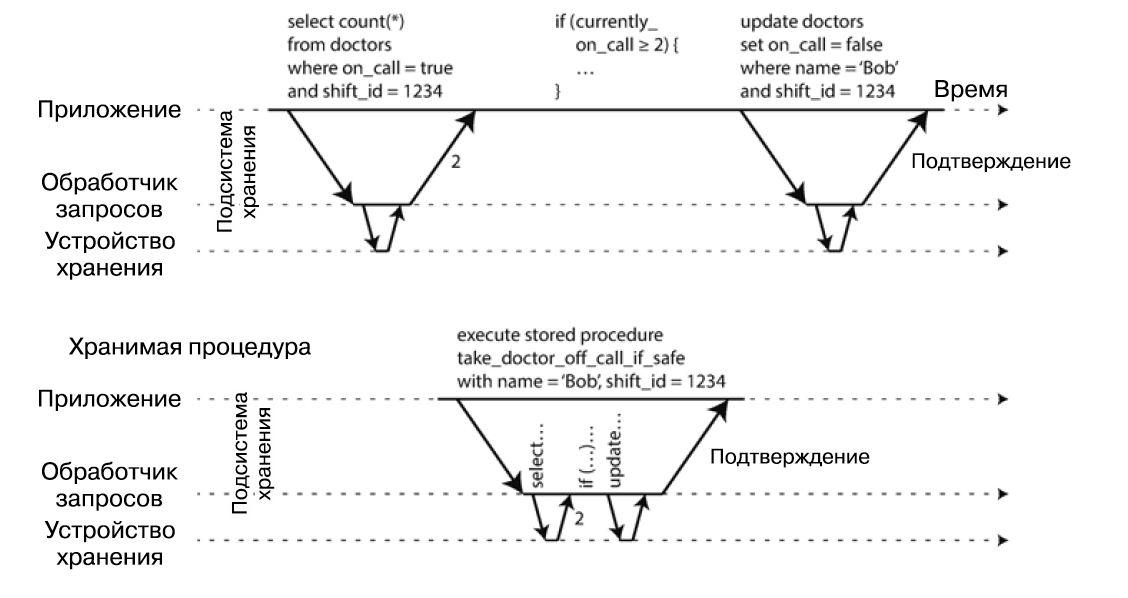 select count(*)
from doctors
where on_call = true
and shift_id = 1234
if (currently_
on_call ≥ 2) {
...
}
update doctors
set on_call = false
where name = ‘Bob’
and shift_id = 1234
Время
Приложение
Подсистема
хранения
2
Подтверждение
Обработчик
запросов
Устройство
хранения
Хранимая процедура
execute stored procedure
take_doctor_off_call_if_safe
with name = ‘Bob’, shift_id = 1234
Приложение
Подсистема
хранения
select...
if (...)...
update...
Подтверждение
Обработчик
запросов
2
Устройство
хранения